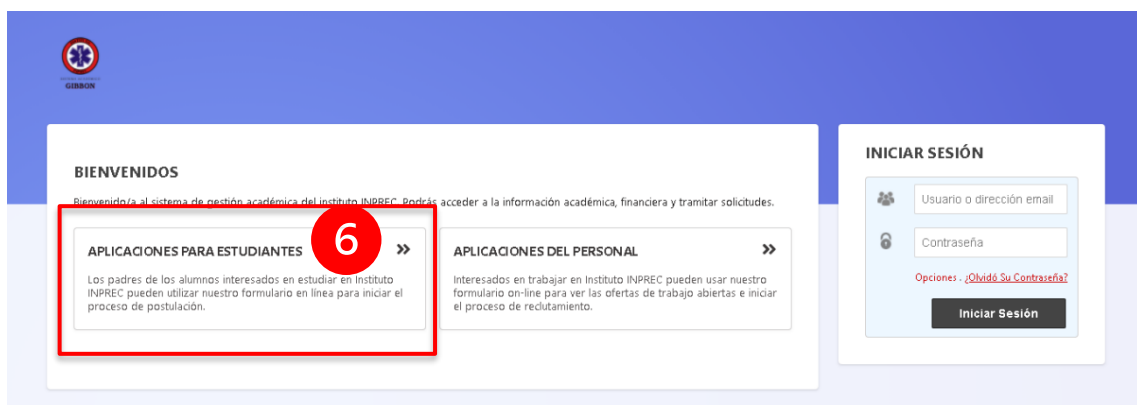 GIBBON
BIENVENIDOS
Bienvenido/a al sistema de gestión académica del instituto INPREC. Podrás acceder a la información académica, financiera y tramitar solicitudes.
APLICACIONES PARA ESTUDIANTES
6
Los padres de los alumnos interesados en estudiar en Instituto
INPREC pueden utilizar nuestro formulario en línea para iniciar el
proceso de postulación.
APLICACIONES DEL PERSONAL
Interesados en trabajar en Instituto INPREC pueden usar nuestro
formulario on-line para ver las ofertas de trabajo abiertas e iniciar
el proceso de reclutamiento.
INICIAR SESIÓN
Usuario o dirección email
Contraseña
Opciones . ¿Olvidó Su Contraseña?
Iniciar Sesión